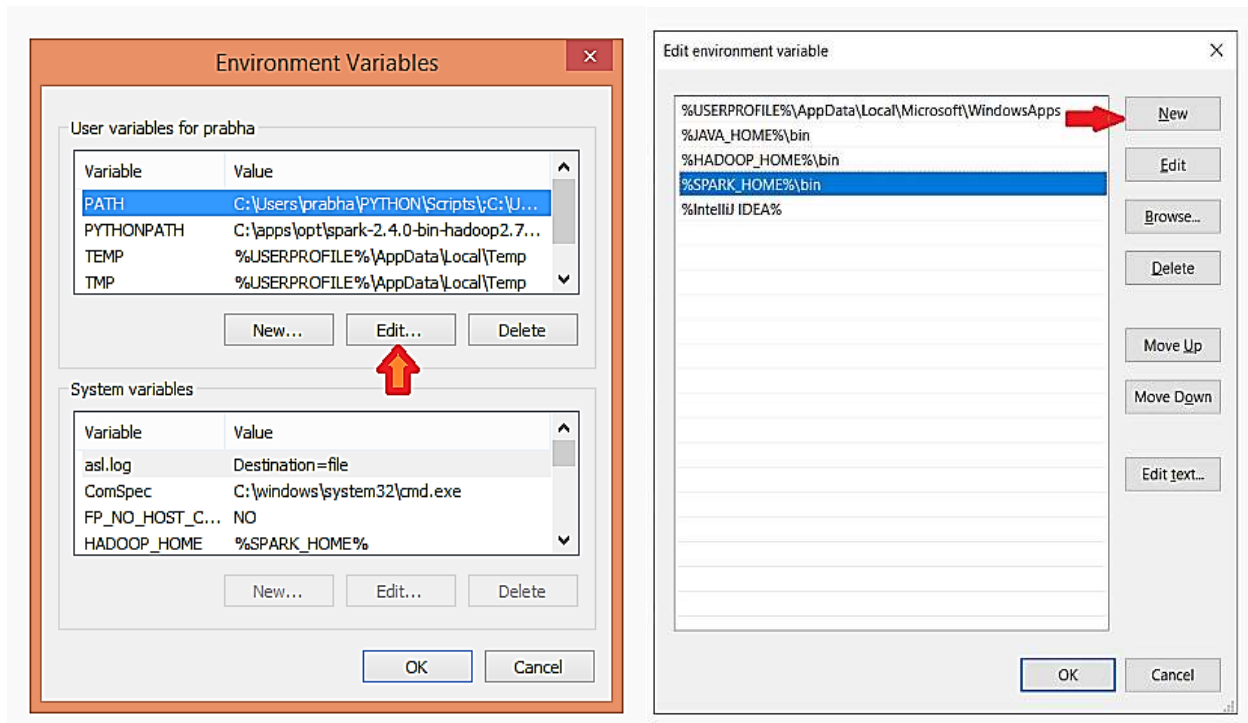 Environment Variables
User variables for prabha
Variable Value
PATH C:\Users\prabha\PYTHON\Scripts\;C:\U...
PYTHONPATH C:\apps\opt\spark-2.4.0-bin-hadoop2.7...
TEMP %USERPROFILE%\AppData\Local\Temp
TMP %USERPROFILE%\AppData\Local\Temp
New... Edit... Delete
System variables
Variable Value
asl.log Destination=file
ComSpec C:\windows\system32\cmd.exe
FP_NO_HOST_C... NO
HADOOP_HOME %SPARK_HOME%
New... Edit... Delete
OK Cancel
Edit environment variable
%USERPROFILE%\AppData\Local\Microsoft\WindowsApps
%JAVA_HOME%\bin
%HADOOP_HOME%\bin
%SPARK_HOME%\bin
%IntelliJ IDEA%
New
Edit
Browse...
Delete
Move Up
Move Down
Edit text...
OK Cancel